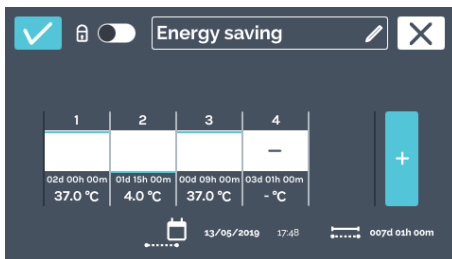 Energy saving
1 2 3 4
–
02d 00h 00m 01d 15h 00m 00d 09h 00m 03d 01h 00m
37.0 °C 4.0 °C 37.0 °C - °C
+
13/05/2019 17:48 007d 01h 00m